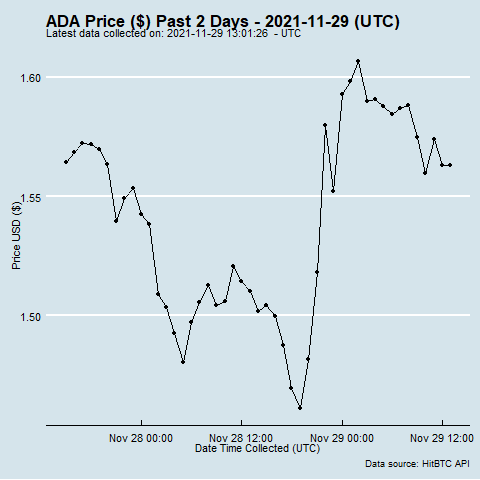 ADA Price ($) Past 2 Days - 2021-11-29 (UTC)
Latest data collected on: 2021-11-29 13:01:26 - UTC
1.60
1.55
1.50
Price USD ($)
Nov 28 00:00 Nov 28 12:00 Nov 29 00:00 Nov 29 12:00
Date Time Collected (UTC)
Data source: HitBTC API